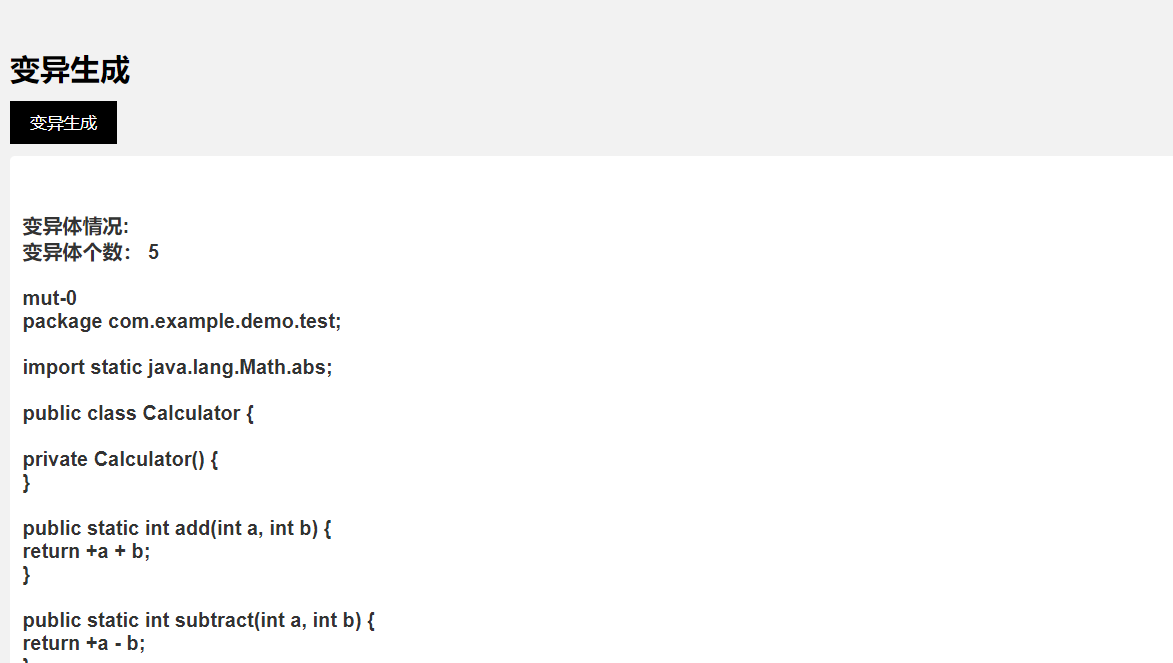 变异生成
变异生成
变异体情况:
变异体个数： 5
mut-0
package com.example.demo.test;
import static java.lang.Math.abs;
public class Calculator {
private Calculator() {
}
public static int add(int a, int b) {
return +a + b;
}
public static int subtract(int a, int b) {
return +a - b;